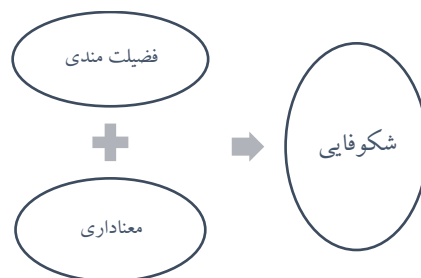 فضیلت مندی
شکوفایی
معناداری